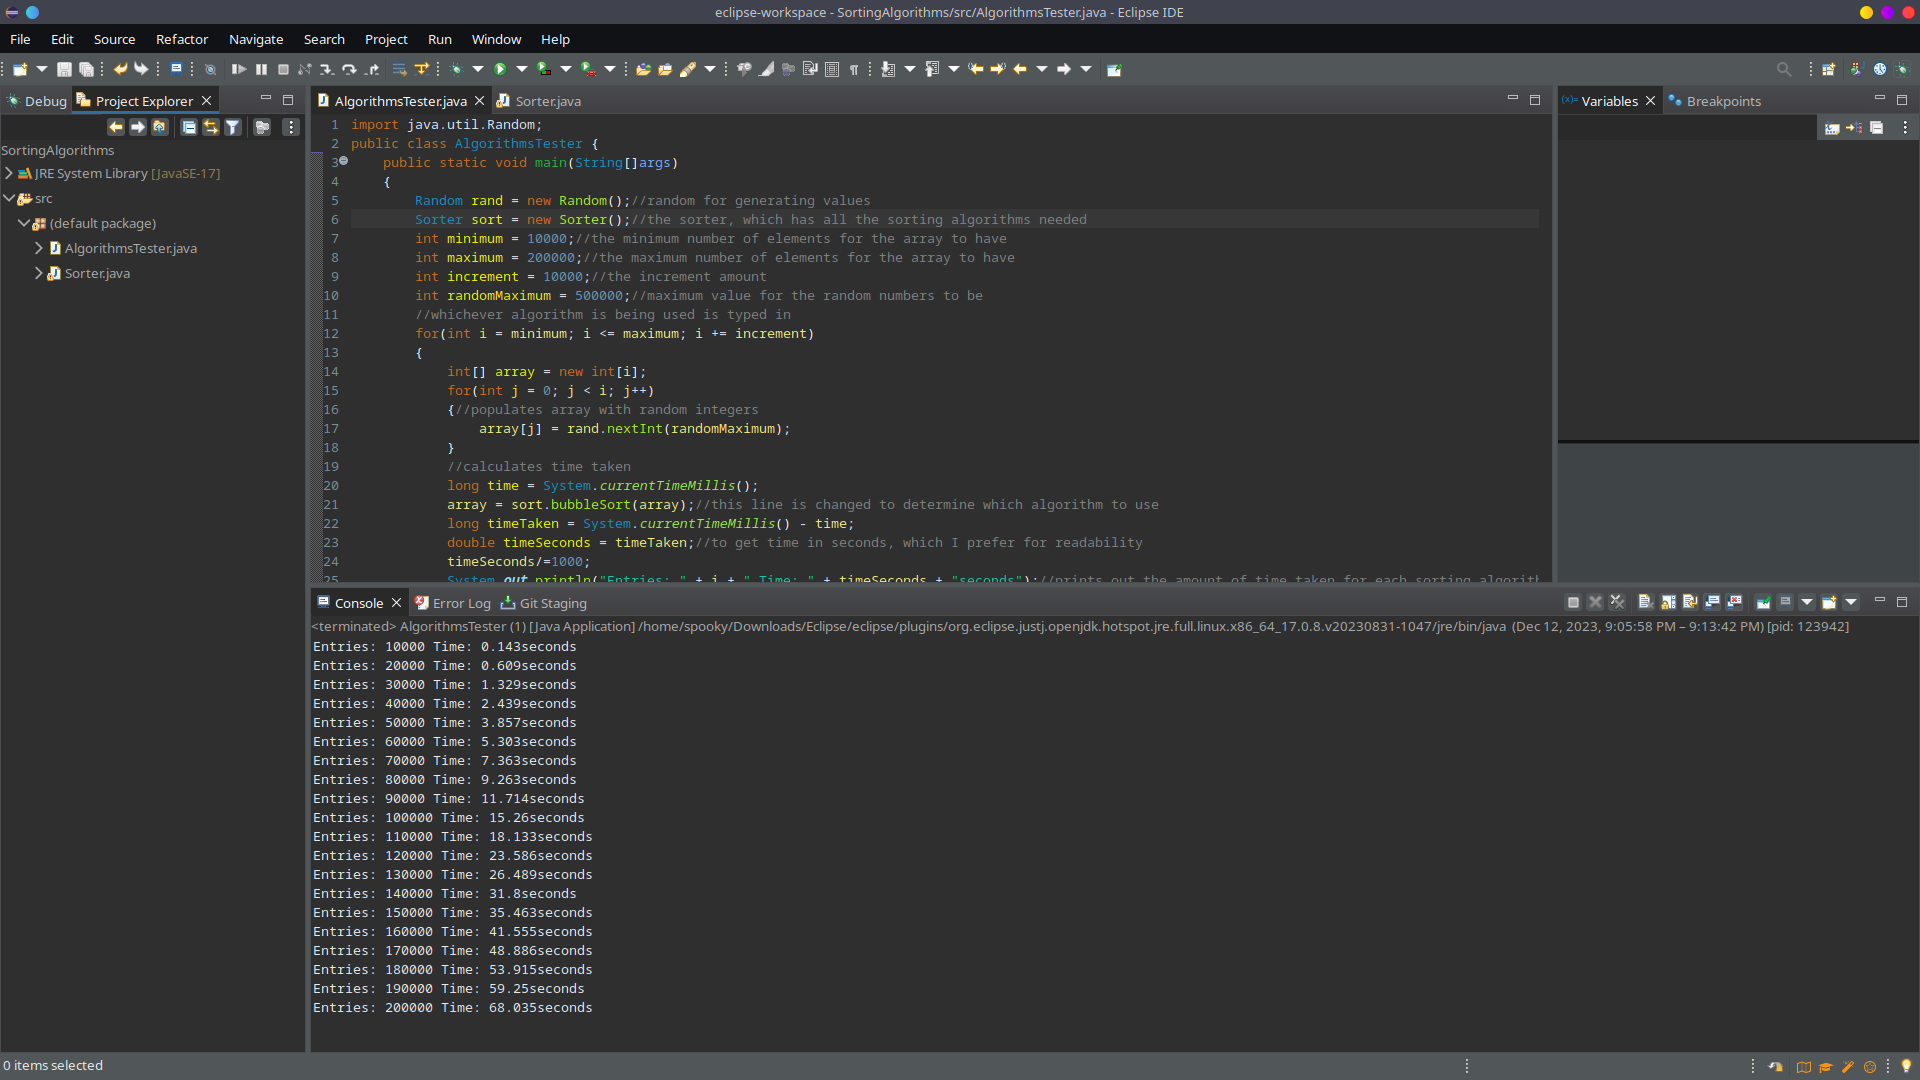 eclipse-workspace - SortingAlgorithms/src/AlgorithmsTester.java - Eclipse IDE
File Edit Source Refactor Navigate Search Project Run Window Help
Debug Project Explorer
SortingAlgorithms
JRE System Library [JavaSE-17]
src
(default package)
AlgorithmsTester.java
Sorter.java
AlgorithmsTester.java Sorter.java
1 import java.util.Random;
2 public class AlgorithmsTester {
3 public static void main(String[]args)
4 {
5 Random rand = new Random();//random for generating values
6 Sorter sort = new Sorter();//the sorter, which has all the sorting algorithms needed
7 int minimum = 10000;//the minimum number of elements for the array to have
8 int maximum = 200000;//the maximum number of elements for the array to have
9 int increment = 10000;//the increment amount
10 int randomMaximum = 500000;//maximum value for the random numbers to be
11 //whichever algorithm is being used is typed in
12 for(int i = minimum; i <= maximum; i += increment)
13 {
14 int[] array = new int[i];
15 for(int j = 0; j < i; j++)
16 {//populates array with random integers
17 array[j] = rand.nextInt(randomMaximum);
18 }
19 //calculates time taken
20 long time = System.currentTimeMillis();
21 array = sort.bubbleSort(array);//this line is changed to determine which algorithm to use
22 long timeTaken = System.currentTimeMillis() - time;
23 double timeSeconds = timeTaken;//to get time in seconds, which I prefer for readability
24 timeSeconds/=1000;
25 System.out.println("Entries: " + i + " Time: " + timeSeconds + "seconds");//prints out the amount of time taken for each sorting algorith
Variables Breakpoints
Console Error Log Git Staging
<terminated> AlgorithmsTester (1) [Java Application] /home/spooky/Downloads/Eclipse/eclipse/plugins/org.eclipse.justj.openjdk.hotspot.jre.full.linux.x86_64_17.0.8.v20230831-1047/jre/bin/java (Dec 12, 2023, 9:05:58 PM – 9:13:42 PM) [pid: 123942]
Entries: 10000 Time: 0.143seconds
Entries: 20000 Time: 0.609seconds
Entries: 30000 Time: 1.329seconds
Entries: 40000 Time: 2.439seconds
Entries: 50000 Time: 3.857seconds
Entries: 60000 Time: 5.303seconds
Entries: 70000 Time: 7.363seconds
Entries: 80000 Time: 9.263seconds
Entries: 90000 Time: 11.714seconds
Entries: 100000 Time: 15.26seconds
Entries: 110000 Time: 18.133seconds
Entries: 120000 Time: 23.586seconds
Entries: 130000 Time: 26.489seconds
Entries: 140000 Time: 31.8seconds
Entries: 150000 Time: 35.463seconds
Entries: 160000 Time: 41.555seconds
Entries: 170000 Time: 48.886seconds
Entries: 180000 Time: 53.915seconds
Entries: 190000 Time: 59.25seconds
Entries: 200000 Time: 68.035seconds
0 items selected